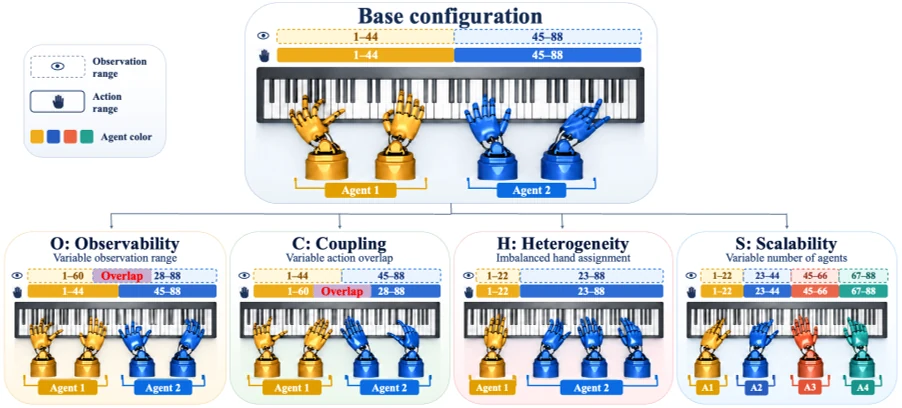 Base configuration
1–44 45–88
1–44 45–88
Observation
range
Action
range
Agent color
Agent 1 Agent 2
O: Observability
Variable observation range
1–60 Overlap 28–88
1–44 45–88
Agent 1 Agent 2
C: Coupling
Variable action overlap
1–44 45–88
1–60 Overlap 28–88
Agent 1 Agent 2
H: Heterogeneity
Imbalanced hand assignment
1–22 23–88
1–22 23–88
Agent 1 Agent 2
S: Scalability
Variable number of agents
1–22 23–44 45–66 67–88
1–22 23–44 45–66 67–88
A1 A2 A3 A4